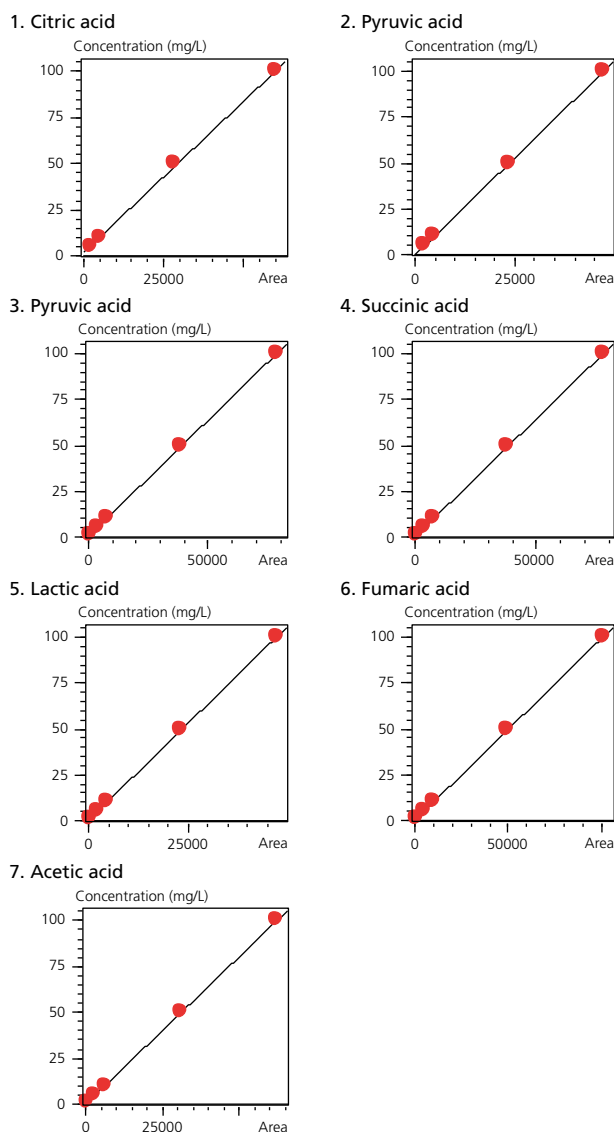 1. Citric acid
Concentration (mg/L)
100
75
50
25
0
0 25000 Area
2. Pyruvic acid
Concentration (mg/L)
100
75
50
25
0
0 25000 Area
3. Pyruvic acid
Concentration (mg/L)
100
75
50
25
0
0 50000 Area
4. Succinic acid
Concentration (mg/L)
100
75
50
25
0
0 50000 Area
5. Lactic acid
Concentration (mg/L)
100
75
50
25
0
0 25000 Area
6. Fumaric acid
Concentration (mg/L)
100
75
50
25
0
0 50000 Area
7. Acetic acid
Concentration (mg/L)
100
75
50
25
0
0 25000 Area